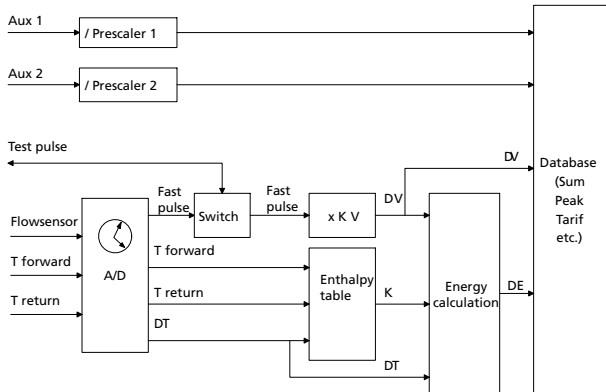 Aux 1
/ Prescaler 1
Aux 2
/ Prescaler 2
Test pulse
DV
Database
(Sum
Peak
Tarif
etc.)
Fast
pulse
Switch
Fast
pulse
x K V
DV
Flowsensor
T forward
T forward
A/D
Enthalpy
table
Energy
calculation
T return
T return
K
DE
DT
DT